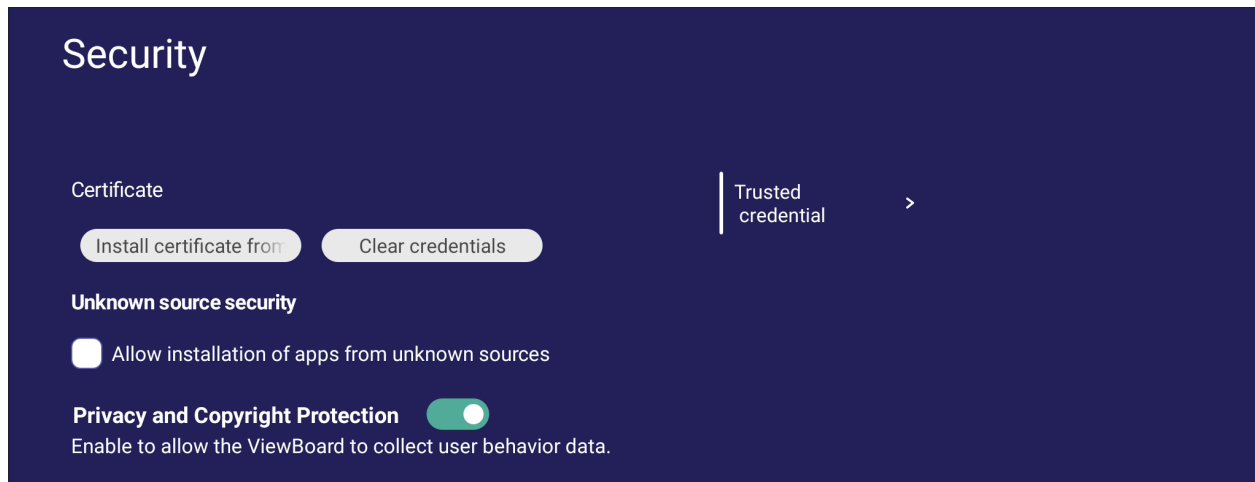 Security
Certificate
Install certificate from
Clear credentials
Trusted
credential
>
Unknown source security
Allow installation of apps from unknown sources
Privacy and Copyright Protection
Enable to allow the ViewBoard to collect user behavior data.